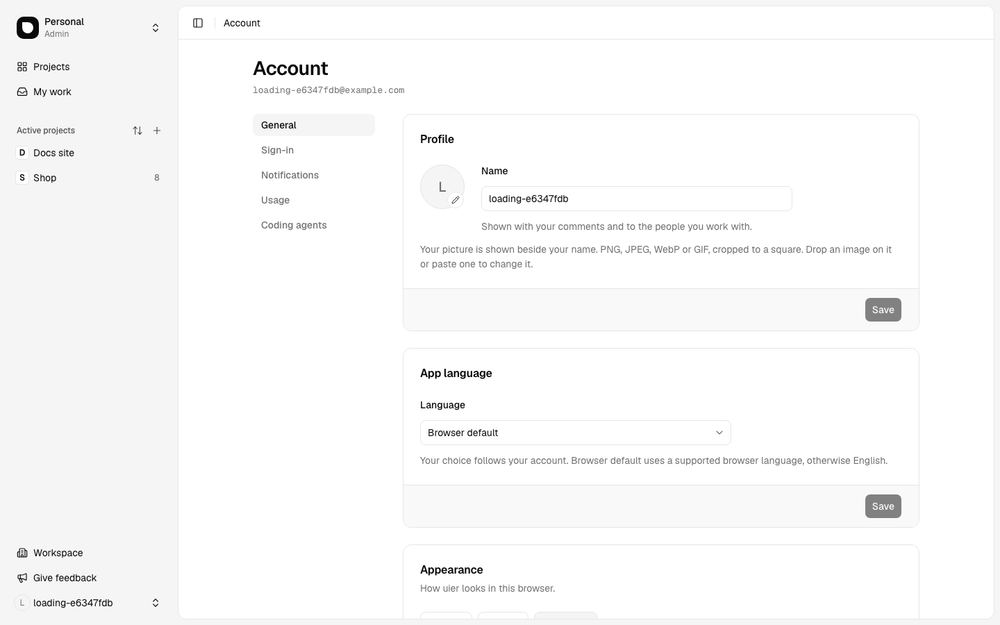 Personal
Admin
Projects
My work
Active projects
D Docs site
S Shop 8
Workspace
Give feedback
L loading-e6347fdb
Account
Account
loading-e6347fdb@example.com
General
Sign-in
Notifications
Usage
Coding agents
Profile
L
Name
loading-e6347fdb
Shown with your comments and to the people you work with.
Your picture is shown beside your name. PNG, JPEG, WebP or GIF, cropped to a square. Drop an image on it
or paste one to change it.
Save
App language
Language
Browser default
Your choice follows your account. Browser default uses a supported browser language, otherwise English.
Save
Appearance
How uier looks in this browser.